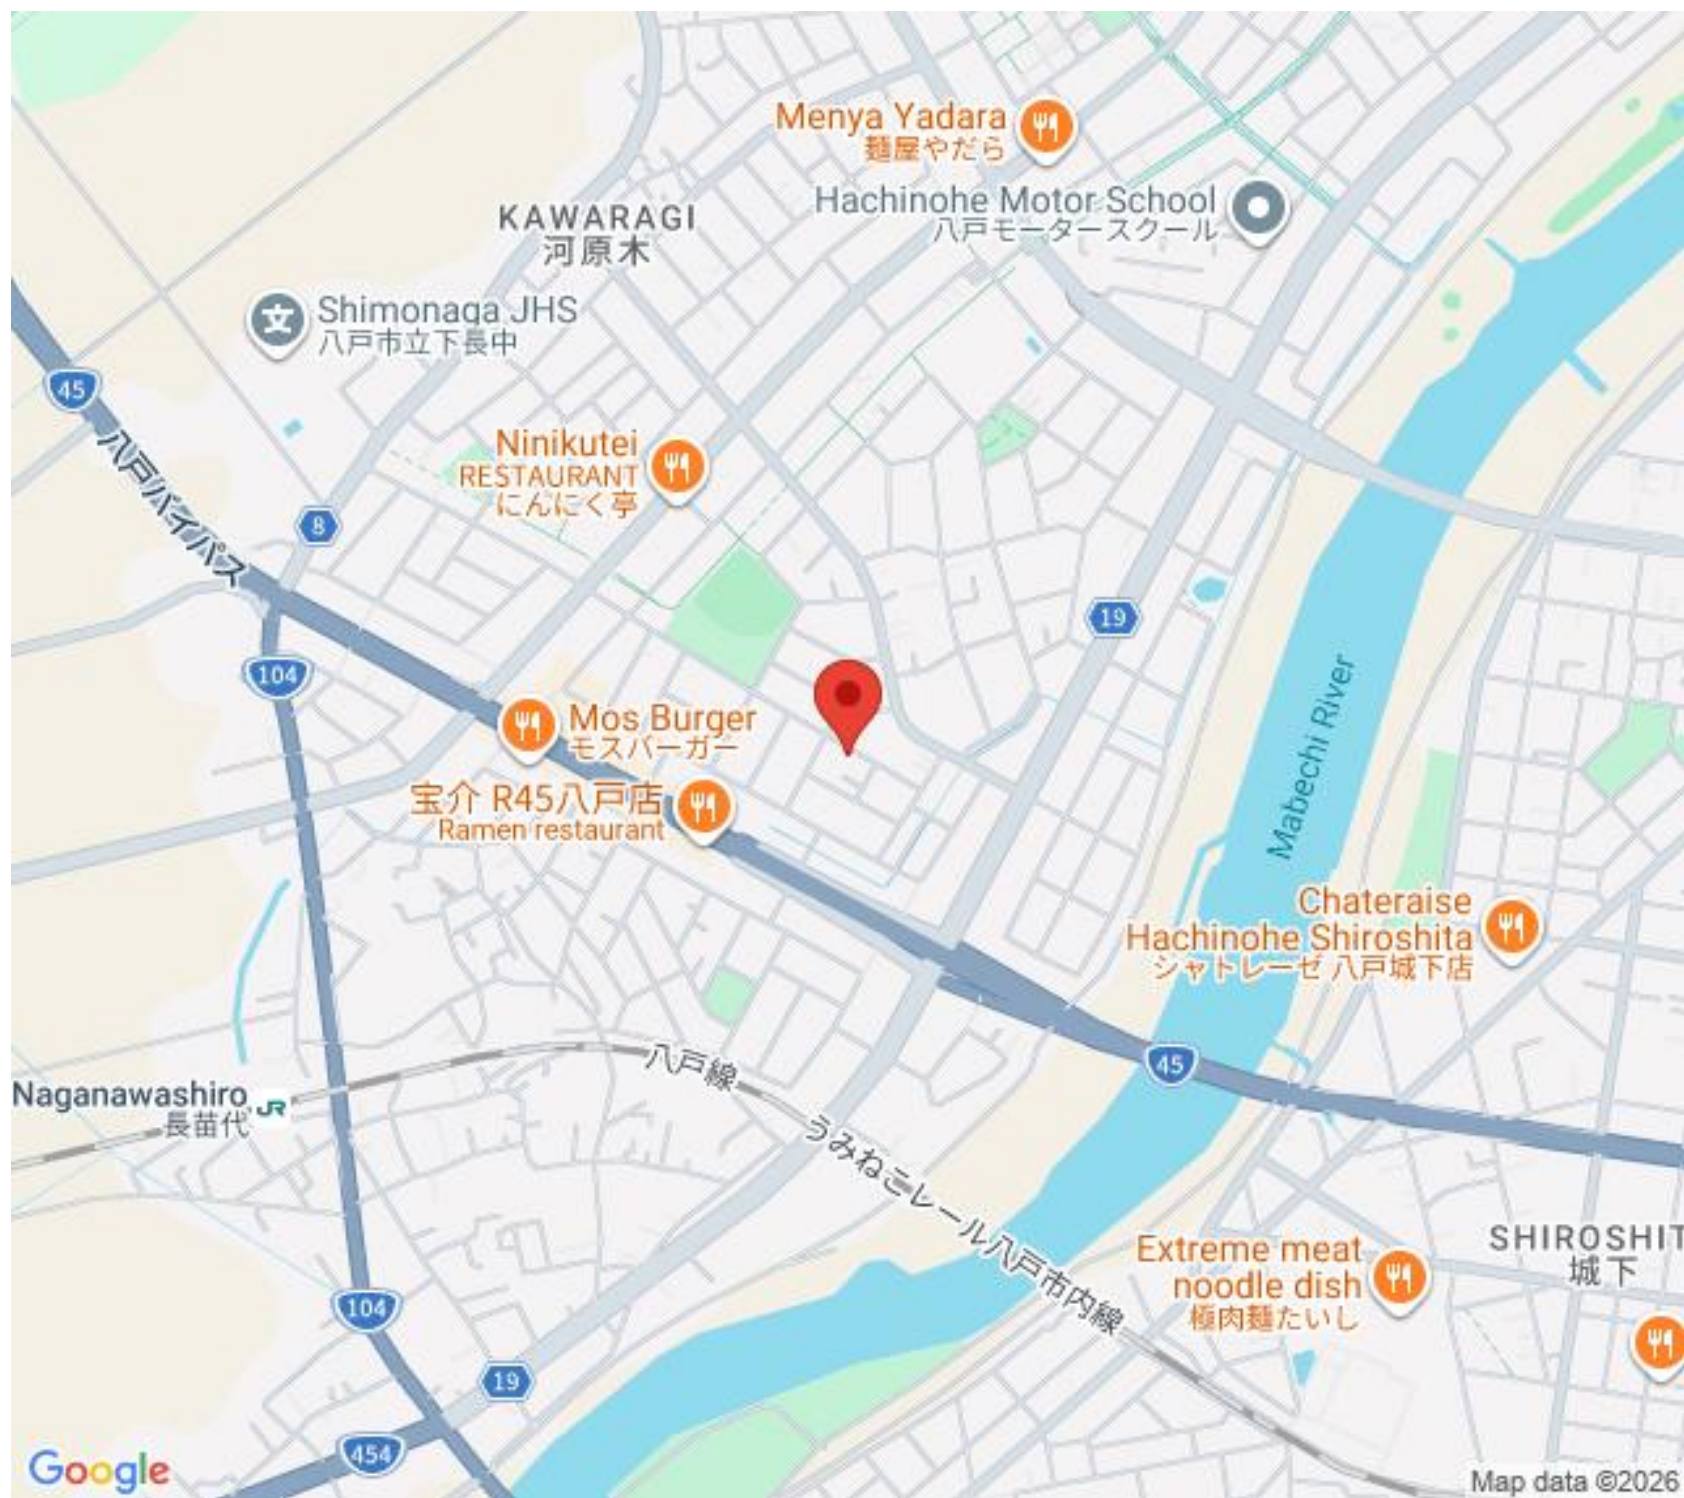 Menya Yadara
麺屋やだら
Hachinohe Motor School
八戸モータースクール
KAWARAGI
河原木
Shimonaga JHS
八戸市立下長中
45
八戸バイパス
Ninikutei
RESTAURANT
にんにく亭
8
19
104
Mos Burger
モスバーガー
宝介 R45八戸店
Ramen restaurant
Mabechi River
Chateraise
Hachinohe Shiroshita
シャトレーゼ 八戸城下店
八戸線
45
Naganawashiro
JR
長苗代
うみねこレール八戸市内線
Extreme meat
noodle dish
極肉麺たいし
SHIROSHIT
城下
104
19
454
Google
Map data ©2026